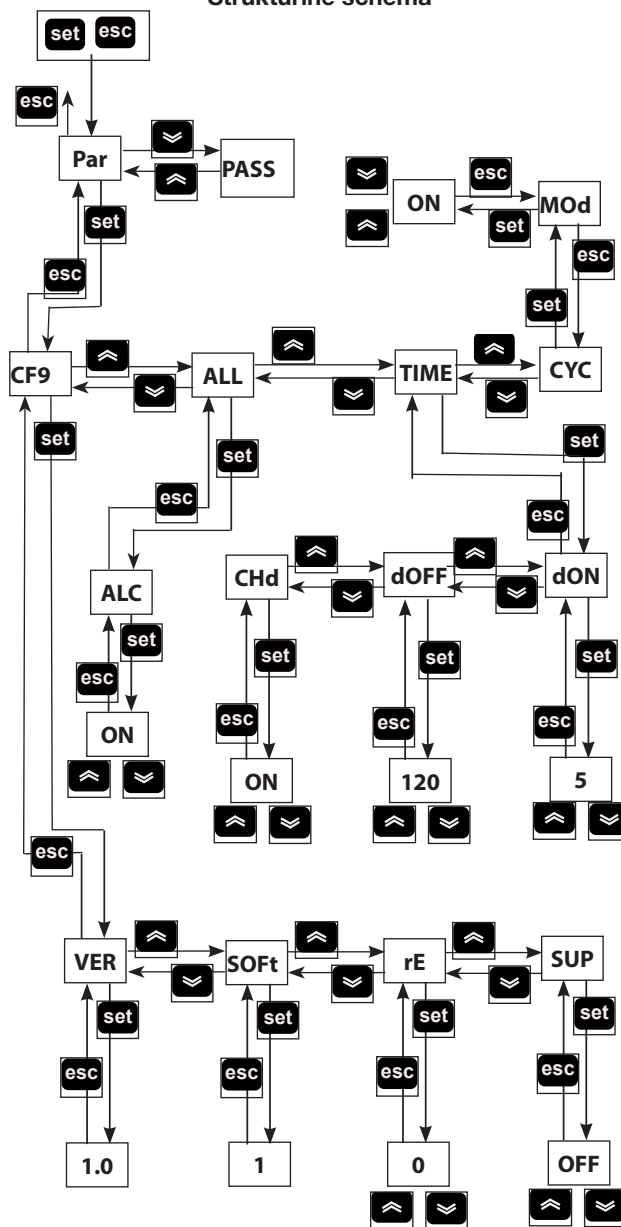 Struktūrinė schema
set esc
esc
Par
PASS
set
esc
ON
esc
set
MOd
esc
set
CF9
ALL
TIME
CYC
set
set
set
esc
esc
ALC
CHd
dOFF
dON
set
esc
set
set
set
esc
esc
esc
ON
ON
120
5
esc
VER
SOFt
rE
SUP
set
set
set
set
esc
esc
esc
esc
1.0
1
0
OFF